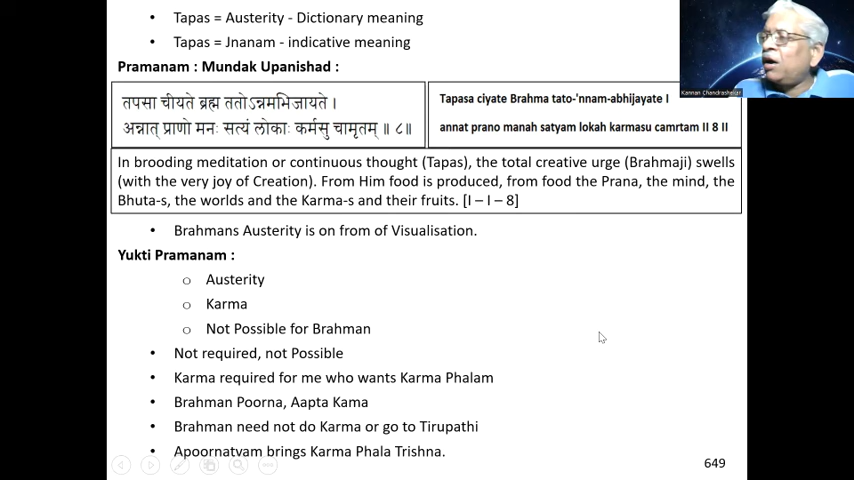 • Tapas = Austerity - Dictionary meaning
• Tapas = Jnanam - indicative meaning
Pramanam : Mundak Upanishad :
तपसा चीयते ब्रह्म ततोऽन्नमभिजायते ।
अन्नात् प्राणो मनः सत्यं लोकाः कर्मसु चामृतम् ॥ ८॥
Tapasa ciyate Brahma tato-'nnam-abhijayate I
annat prano manah satyam lokah karmasu camrtam II 8 II
In brooding meditation or continuous thought (Tapas), the total creative urge (Brahmaji) swells
(with the very joy of Creation). From Him food is produced, from food the Prana, the mind, the
Bhuta-s, the worlds and the Karma-s and their fruits. [I – I – 8]
• Brahmans Austerity is on from of Visualisation.
Yukti Pramanam :
o Austerity
o Karma
o Not Possible for Brahman
• Not required, not Possible
• Karma required for me who wants Karma Phalam
• Brahman Poorna, Aapta Kama
• Brahman need not do Karma or go to Tirupathi
• Apoornatvam brings Karma Phala Trishna.
649
Kannan Chandrashekar